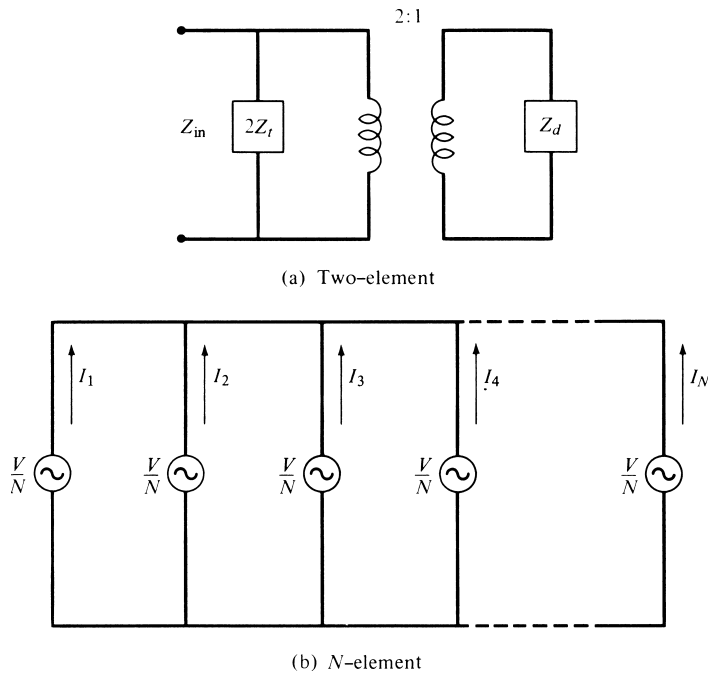 2:1
Z_in 2Z_t Z_d
(a) Two-element
I_1 I_2 I_3 I_4 I_N
V/N V/N V/N V/N V/N
(b) N-element